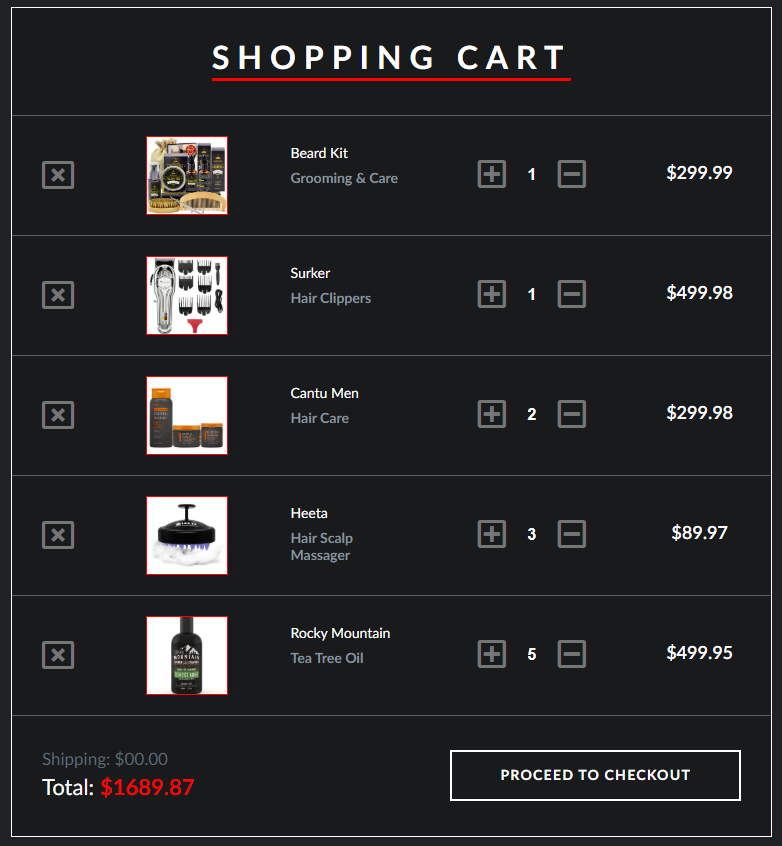 SHOPPING CART
Beard Kit
Grooming & Care
1
$299.99
Surker
Hair Clippers
1
$499.98
Cantu Men
Hair Care
2
$299.98
Heeta
Hair Scalp
Massager
3
$89.97
MOUNTAIN
Rocky Mountain
Tea Tree Oil
5
$499.95
Shipping: $00.00
Total: $1689.87
PROCEED TO CHECKOUT